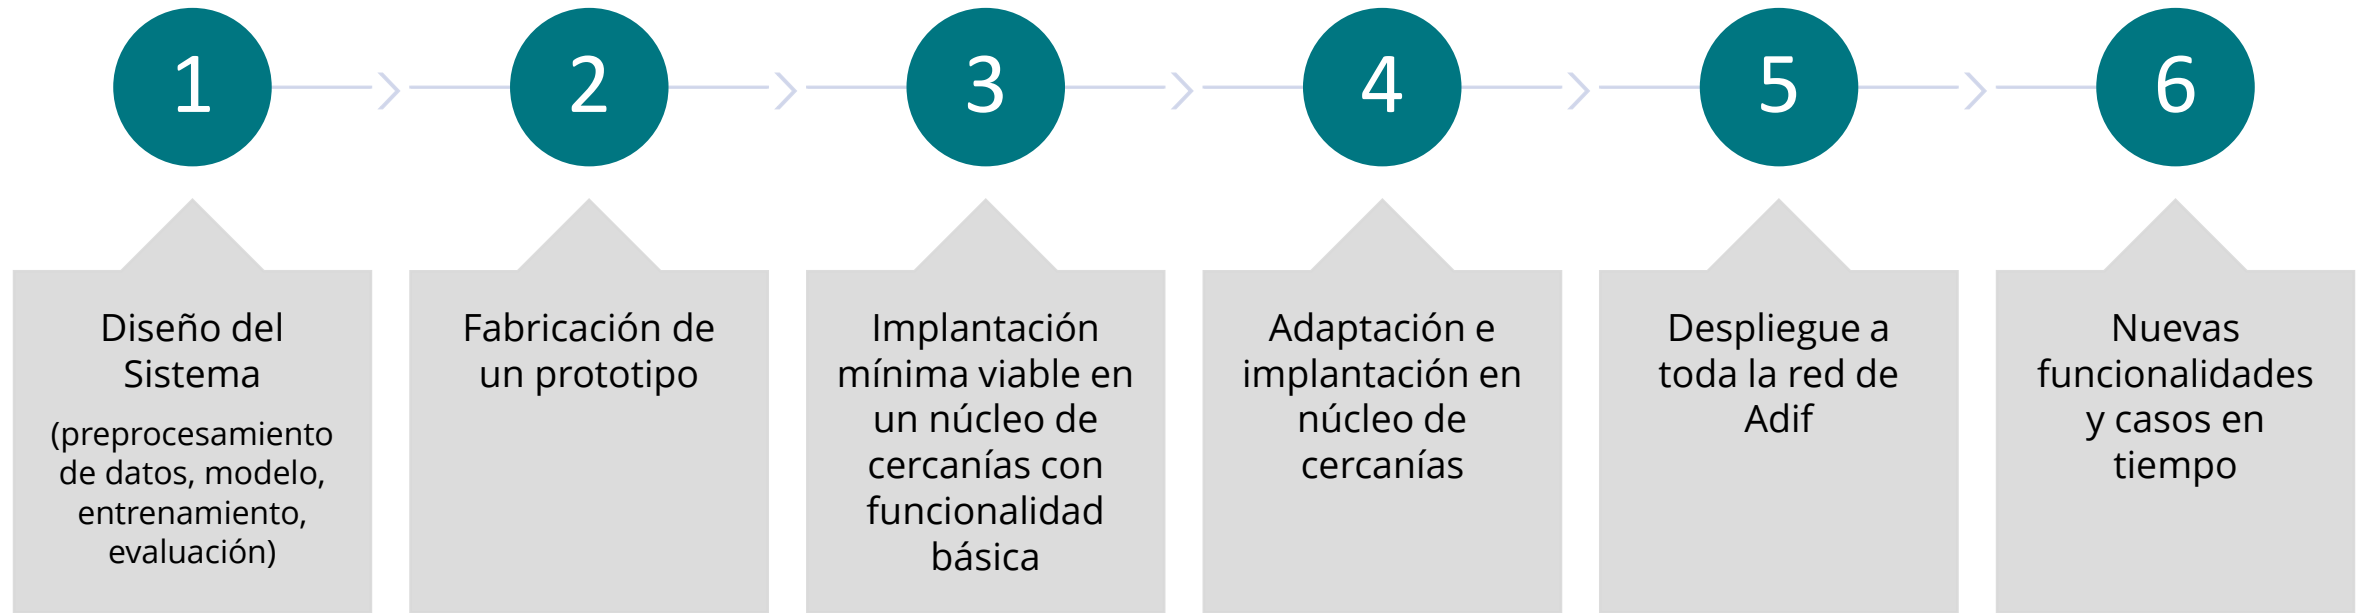 1
2
3
4
5
6
Diseño del
Sistema
(preprocesamiento
de datos, modelo,
entrenamiento,
evaluación)
Fabricación de
un prototipo
Implantación
mínima viable en
un núcleo de
cercanías con
funcionalidad
básica
Adaptación e
implantación en
núcleo de
cercanías
Despliegue a
toda la red de
Adif
Nuevas
funcionalidades
y casos en
tiempo